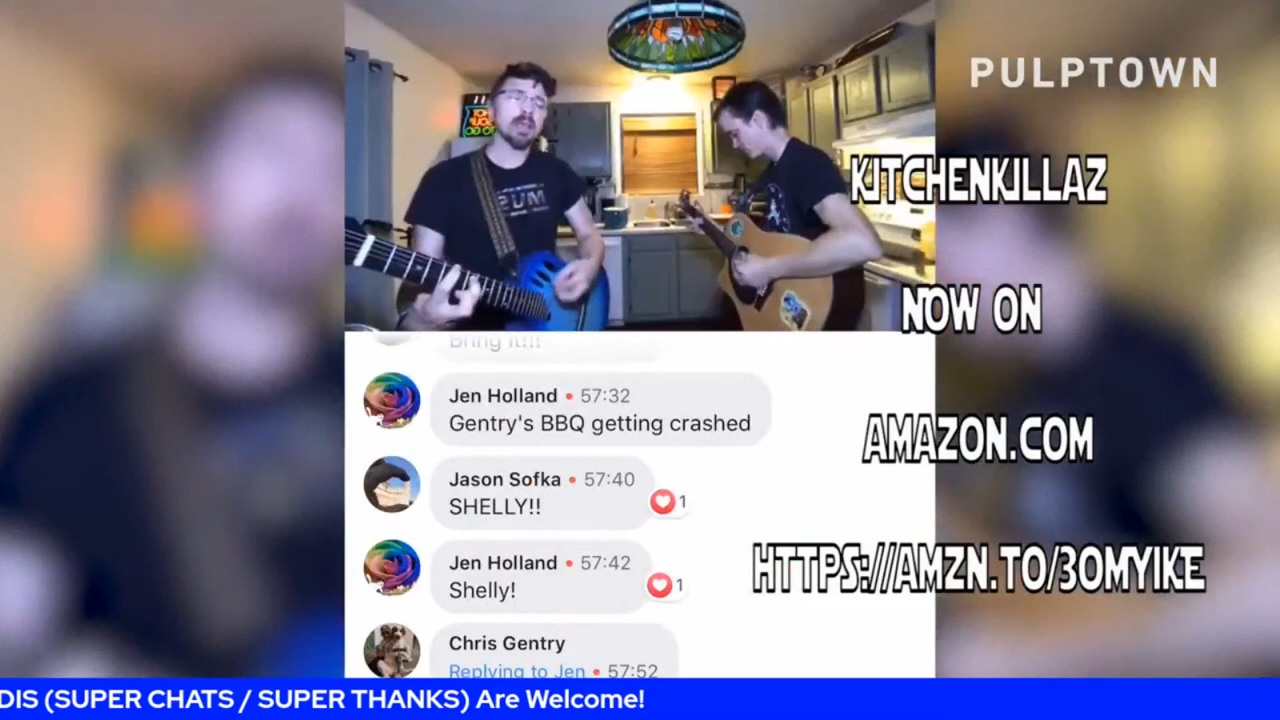 PULPTOWN
KITCHENKILLAZ
NOW ON
AMAZON.COM
HTTPS://AMZN.TO/3OMYIKE
Bring it!!!
Jen Holland • 57:32
Gentry's BBQ getting crashed
Jason Sofka • 57:40
SHELLY!!
1
Jen Holland • 57:42
Shelly!
1
Chris Gentry
Replying to Jen • 57:52
DIS (SUPER CHATS / SUPER THANKS) Are Welcome!